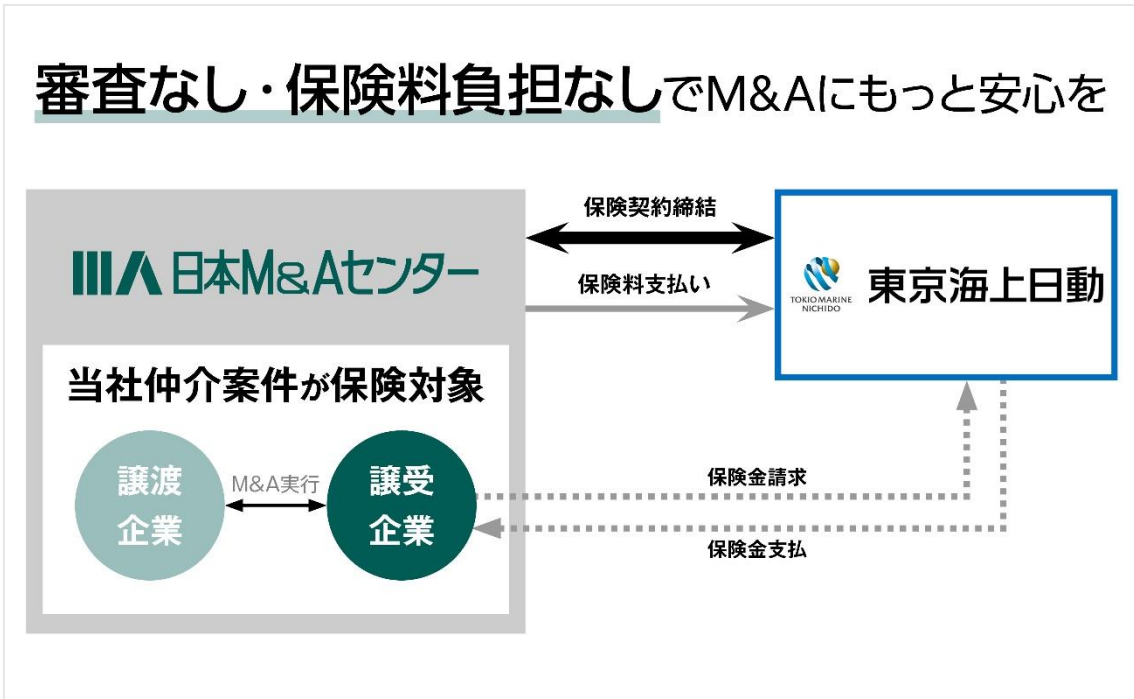 審査なし・保険料負担なしでM&Aにもっと安心を
日本M&Aセンター
保険契約締結
保険料支払い
TOKIO MARINE
NICHIDO
東京海上日動
当社仲介案件が保険対象
譲渡
企業
M&A実行
譲受
企業
保険金請求
保険金支払